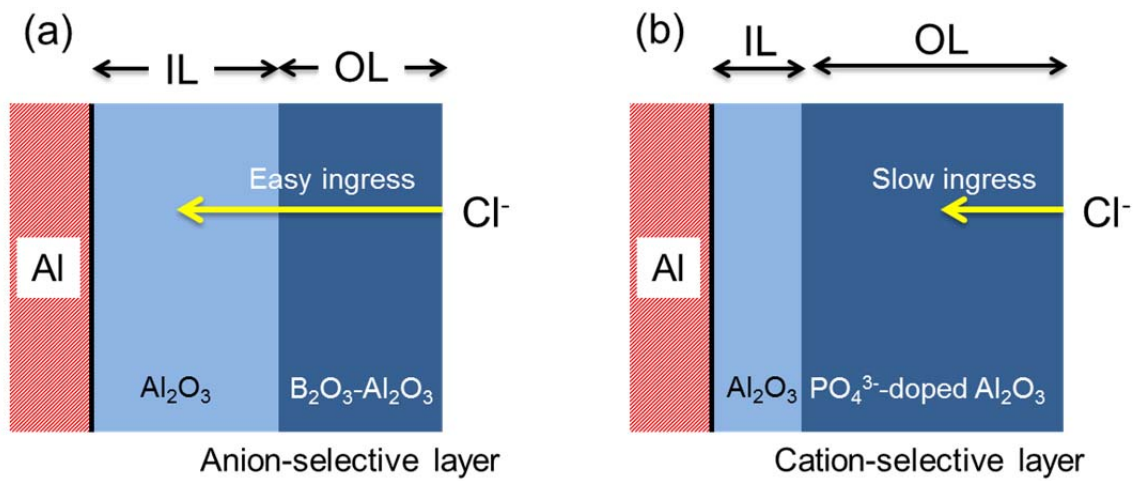 (a)
IL
OL
Easy ingress
Cl⁻
Al
Al₂O₃
B₂O₃-Al₂O₃
Anion-selective layer
(b)
IL
OL
Slow ingress
Cl⁻
Al
Al₂O₃
PO₄³⁻-doped Al₂O₃
Cation-selective layer